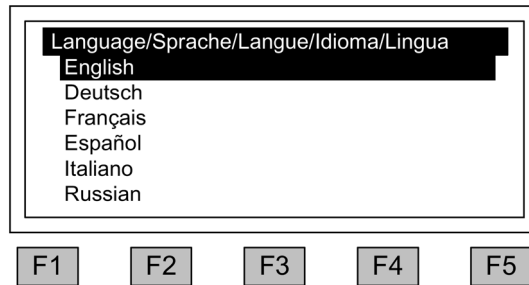 Language/Sprache/Langue/Idioma/Lingua
English
Deutsch
Français
Español
Italiano
Russian
F1 F2 F3 F4 F5